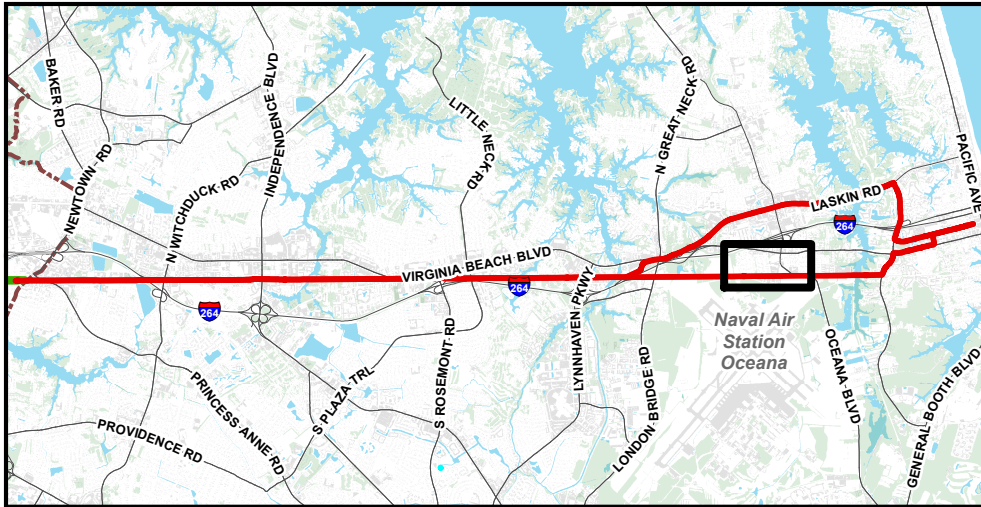 BAKER RD
NEWTOWN RD
N WITCHDUCK RD
INDEPENDENCE BLVD
LITTLE NECK RD
N GREAT NECK RD
PACIFIC AVE
LASKIN RD
264
VIRGINIA BEACH BLVD
264
264
LYNNHAVEN PKWY
Naval Air
Station
Oceana
OCEANA BLVD
GENERAL BOOTH BLVD
LONDON BRIDGE RD
S ROSEMONT RD
S PLAZA TRL
PRINCESS ANNE RD
PROVIDENCE RD